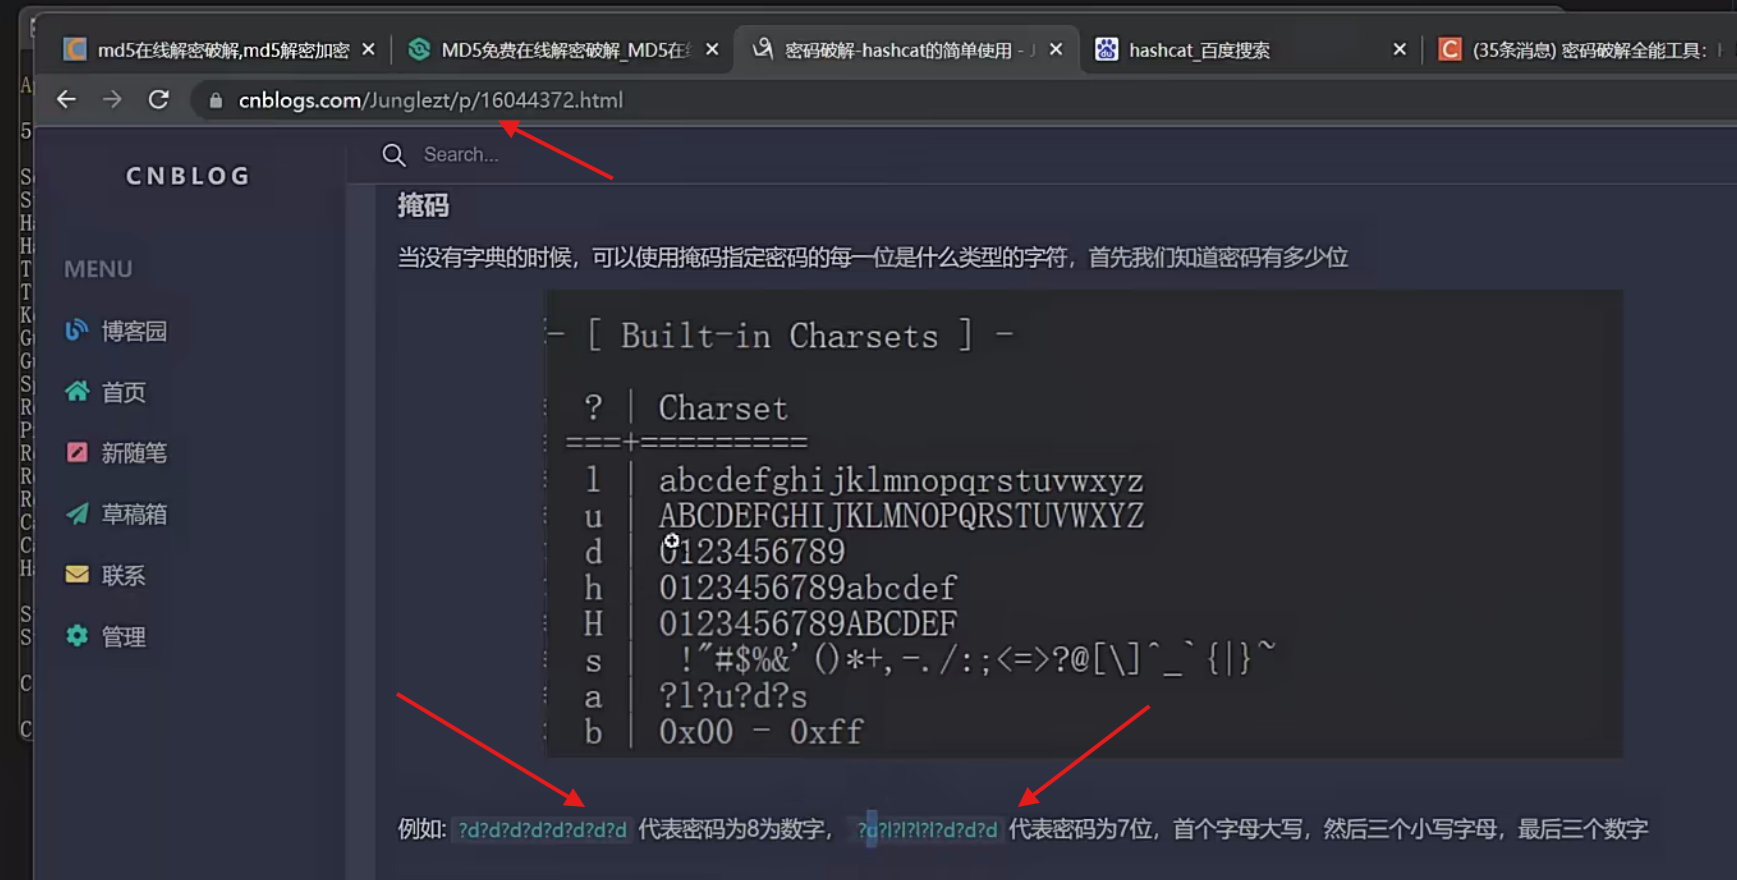 md5在线解密破解,md5解密加密
MD5免费在线解密破解_MD5在
密码破解-hashcat的简单使用 -
hashcat_百度搜索
(35条消息) 密码破解全能工具：
cnblogs.com/Junglezt/p/16044372.html
Search...
CNBLOG
MENU
博客园
首页
新随笔
草稿箱
联系
管理
掩码
当没有字典的时候，可以使用掩码指定密码的每一位是什么类型的字符，首先我们知道密码有多少位
- [ Built-in Charsets ] -
? | Charset
===+=========
l | abcdefghijklmnopqrstuvwxyz
u | ABCDEFGHIJKLMNOPQRSTUVWXYZ
d | 0123456789
h | 0123456789abcdef
H | 0123456789ABCDEF
s | !"#$%&'()*+,-./:;<=>?@[\]^_`{|}~
a | ?l?u?d?s
b | 0x00 - 0xff
例如: ?d?d?d?d?d?d?d?d 代表密码为8为数字， ?u?l?l?l?l?d?d?d 代表密码为7位，首个字母大写，然后三个小写字母，最后三个数字